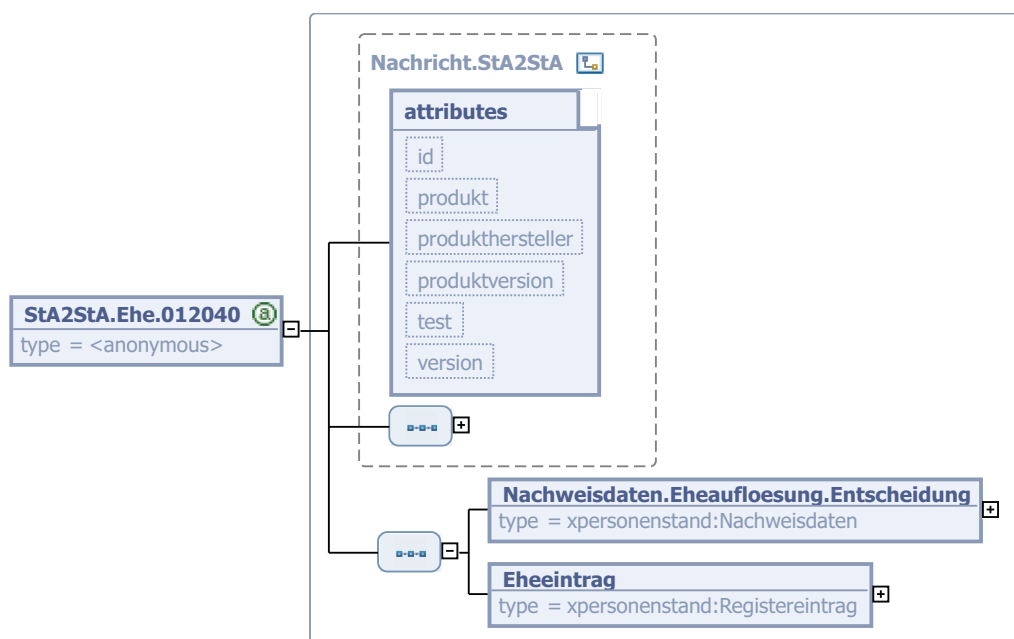 Nachricht.StA2StA
attributes
id
produkt
produkthersteller
produktversion
test
version
StA2StA.Ehe.012040 @
type = <anonymous>
Nachweisdaten.Eheaufloesung.Entscheidung
type = xpersonenstand:Nachweisdaten
Eheeintrag
type = xpersonenstand:Registereintrag